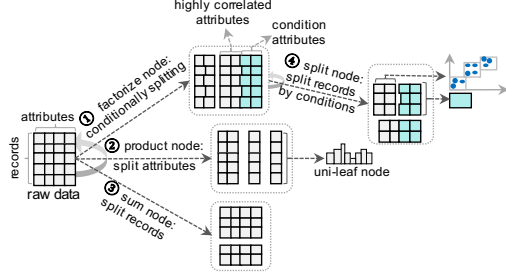 highly correlated
attributes
condition
attributes
① factorize node:
conditionally splitting
④ split node:
split records
by conditions
attributes
records
raw data
② product node:
split attributes
uni-leaf node
③ sum node:
split records